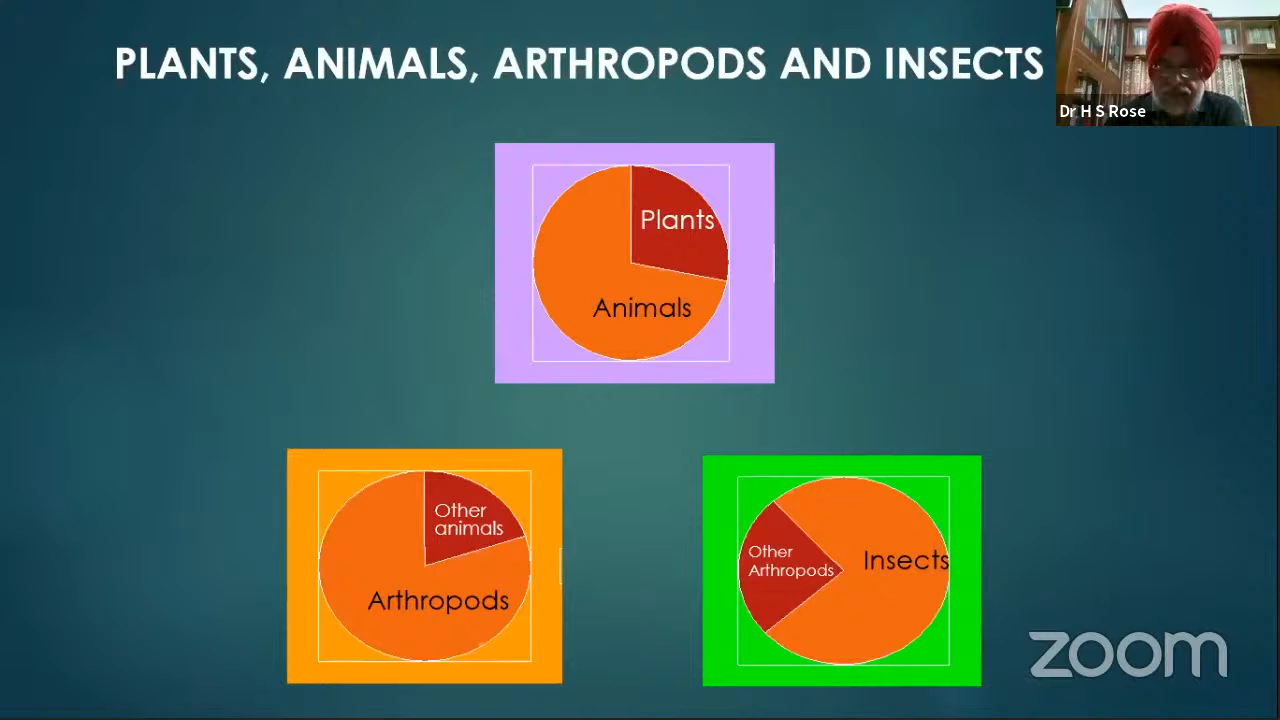 PLANTS, ANIMALS, ARTHROPODS AND INSECTS
Dr H S Rose
Plants
Animals
Other
animals
Arthropods
Other
Arthropods
Insects
zoom